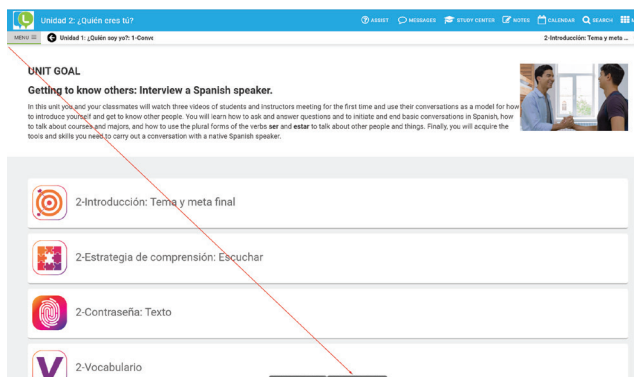 Unidad 2: ¿Quién eres tú?
ASSIST MESSAGES STUDY CENTER NOTES CALENDAR SEARCH
MENU Unidad 1: ¿Quién soy yo?: 1-Conve
2-Introducción: Tema y meta ...
UNIT GOAL
Getting to know others: Interview a Spanish speaker.
In this unit you and your classmates will watch three videos of students and instructors meeting for the first time and use their conversations as a model for how
to introduce yourself and get to know other people. You will learn how to ask and answer questions and to initiate and end basic conversations in Spanish, how
to talk about courses and majors, and how to use the plural forms of the verbs ser and estar to talk about other people and things. Finally, you will acquire the
tools and skills you need to carry out a conversation with a native Spanish speaker.
2-Introducción: Tema y meta final
2-Estrategia de comprensión: Escuchar
2-Contraseña: Texto
2-Vocabulario